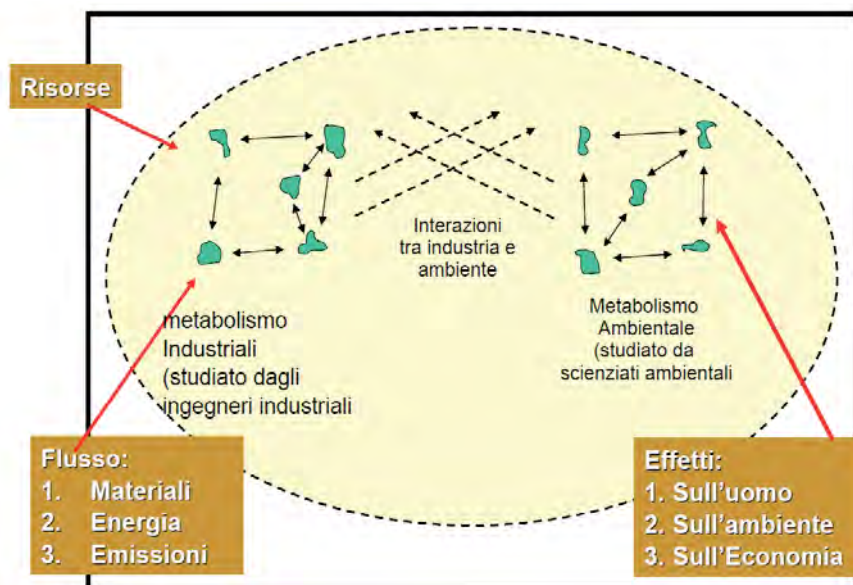 Risorse
Interazioni
tra industria e
ambiente
metabolismo
Industriali
(studiato dagli
ingegneri industriali
Metabolismo
Ambientale
(studiato da
scienziati ambientali
Flusso:
1. Materiali
2. Energia
3. Emissioni
Effetti:
1. Sull'uomo
2. Sull'ambiente
3. Sull'Economia